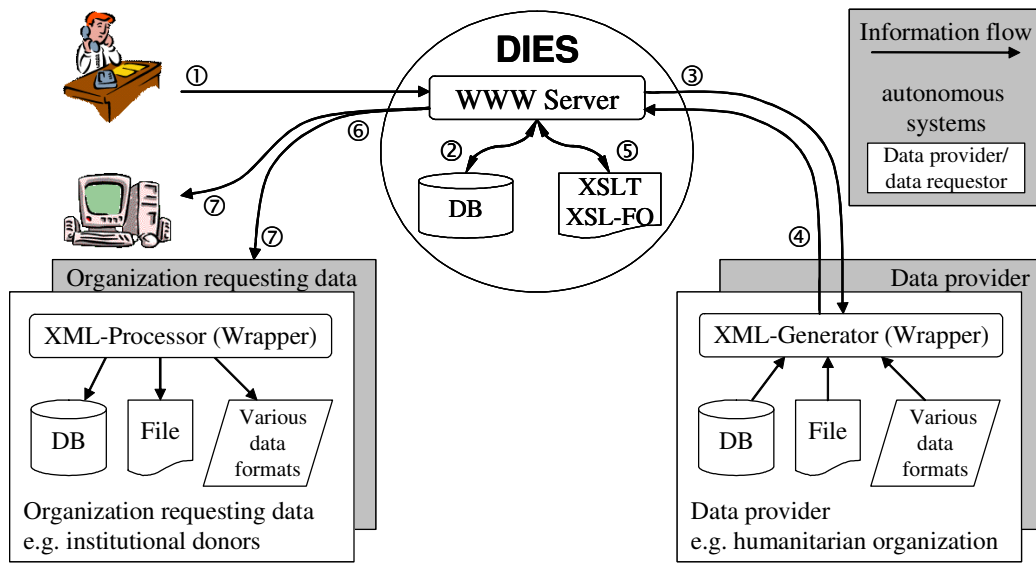 DIES
WWW Server
①
②
③
④
⑤
⑥
⑦
⑦
DB
XSLT
XSL-FO
Information flow
autonomous
systems
Data provider/
data requestor
Organization requesting data
XML-Processor (Wrapper)
DB
File
Various
data
formats
Organization requesting data
e.g. institutional donors
Data provider
XML-Generator (Wrapper)
DB
File
Various
data
formats
Data provider
e.g. humanitarian organization